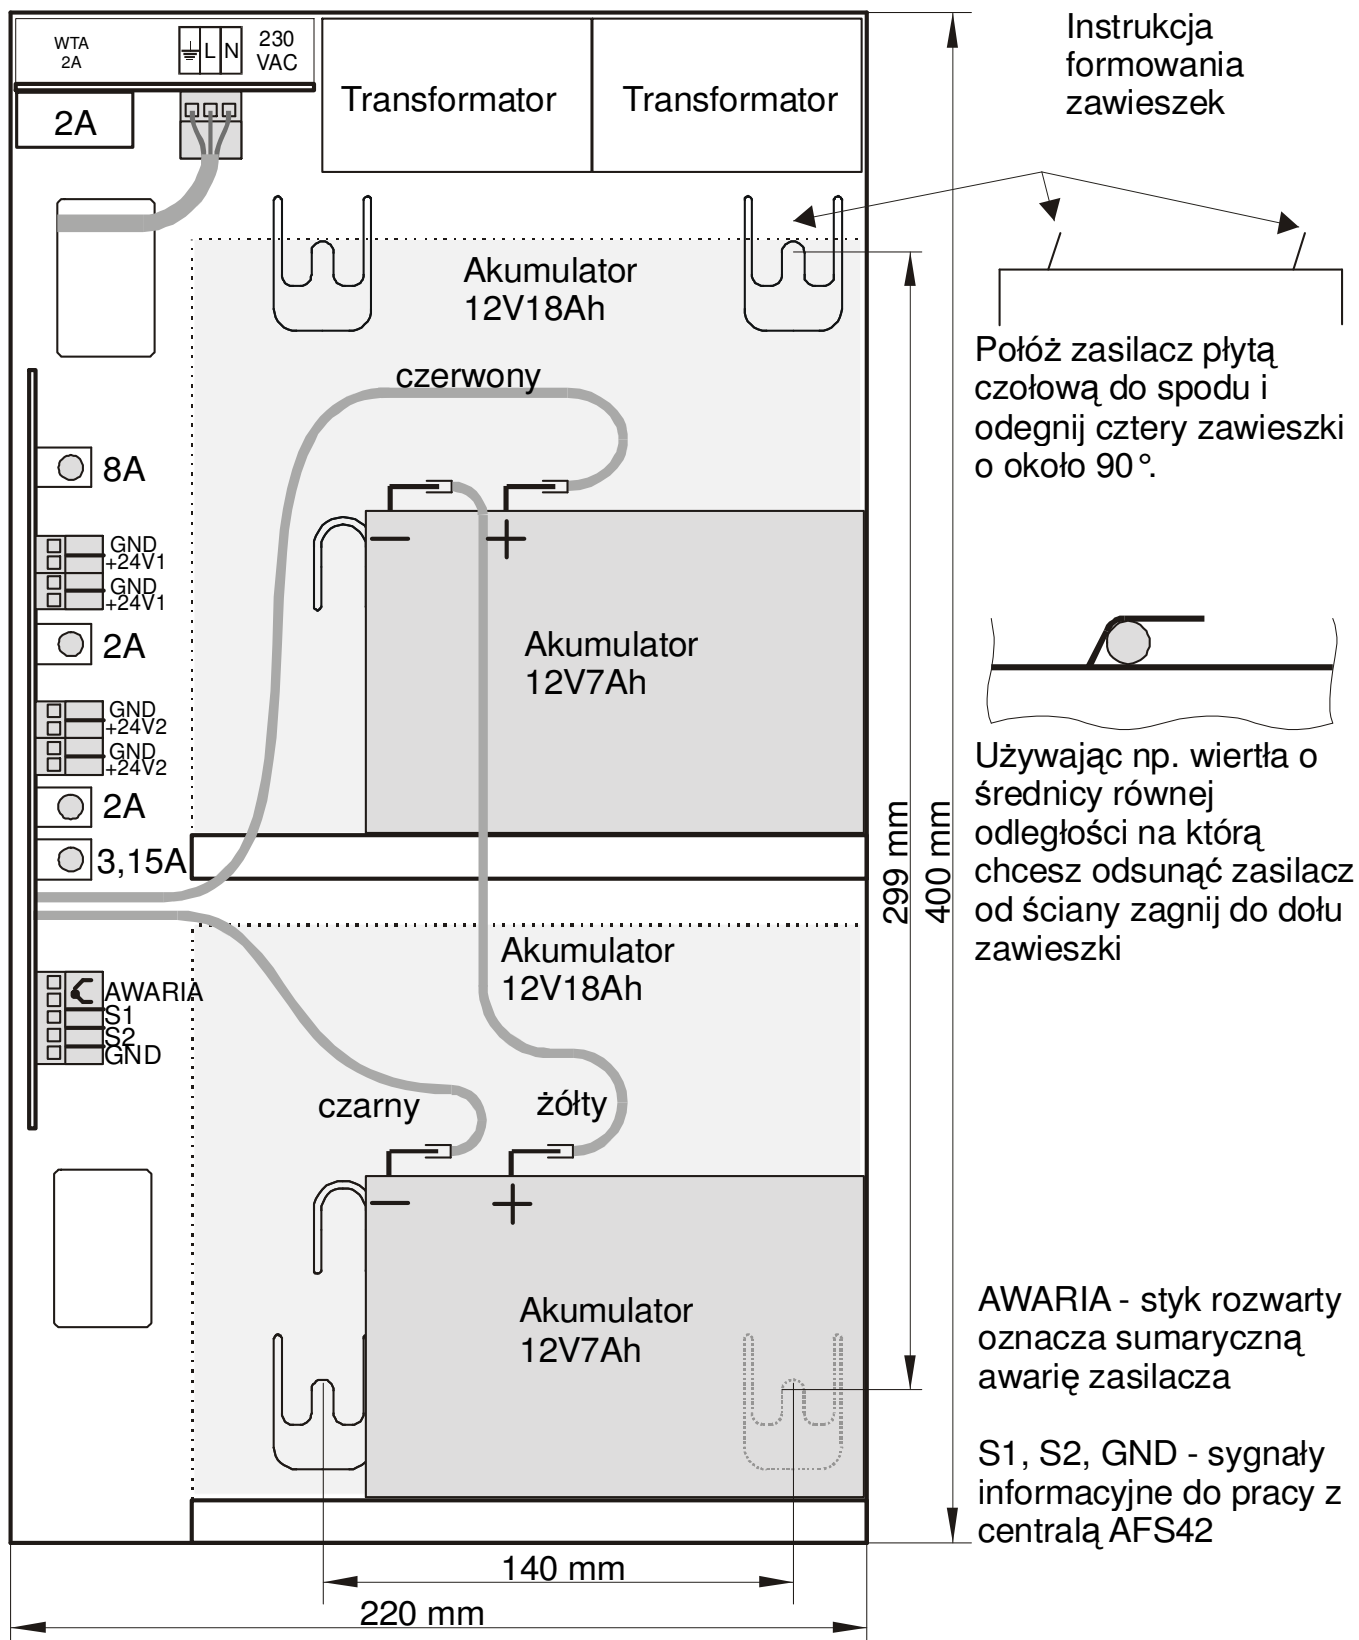 WTA
2A
L N
230
VAC
2A
Transformator
Transformator
Instrukcja
formowania
zawieszek
Akumulator
12V18Ah
czerwony
Połóż zasilacz płytą
czołową do spodu i
odegnij cztery zawieszki
o około 90°.
8A
GND
+24V1
GND
+24V1
2A
GND
+24V2
GND
+24V2
2A
3,15A
− +
Akumulator
12V7Ah
Używając np. wiertła o
średnicy równej
odległości na którą
chcesz odsunąć zasilacz
od ściany zagnij do dołu
zawieszki
299 mm
400 mm
Akumulator
12V18Ah
AWARIA
S1
S2
GND
czarny
żółty
− +
Akumulator
12V7Ah
AWARIA - styk rozwarty
oznacza sumaryczną
awarię zasilacza
S1, S2, GND - sygnały
informacyjne do pracy z
centralą AFS42
140 mm
220 mm